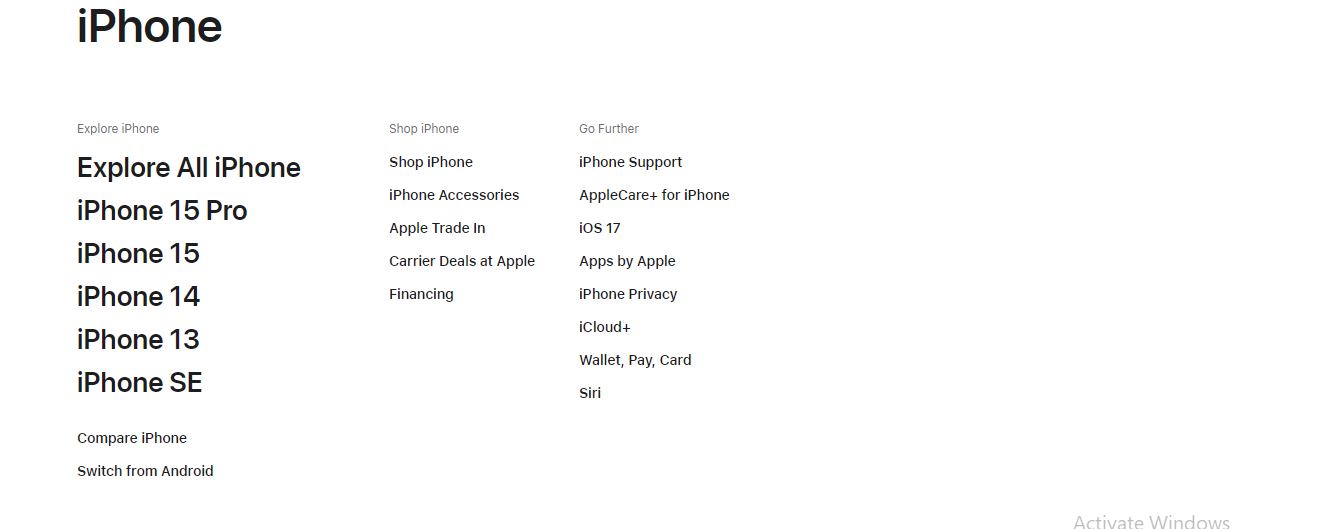 iPhone
Explore iPhone
Explore All iPhone
iPhone 15 Pro
iPhone 15
iPhone 14
iPhone 13
iPhone SE
Compare iPhone
Switch from Android
Shop iPhone
Shop iPhone
iPhone Accessories
Apple Trade In
Carrier Deals at Apple
Financing
Go Further
iPhone Support
AppleCare+ for iPhone
iOS 17
Apps by Apple
iPhone Privacy
iCloud+
Wallet, Pay, Card
Siri
Activate Windows